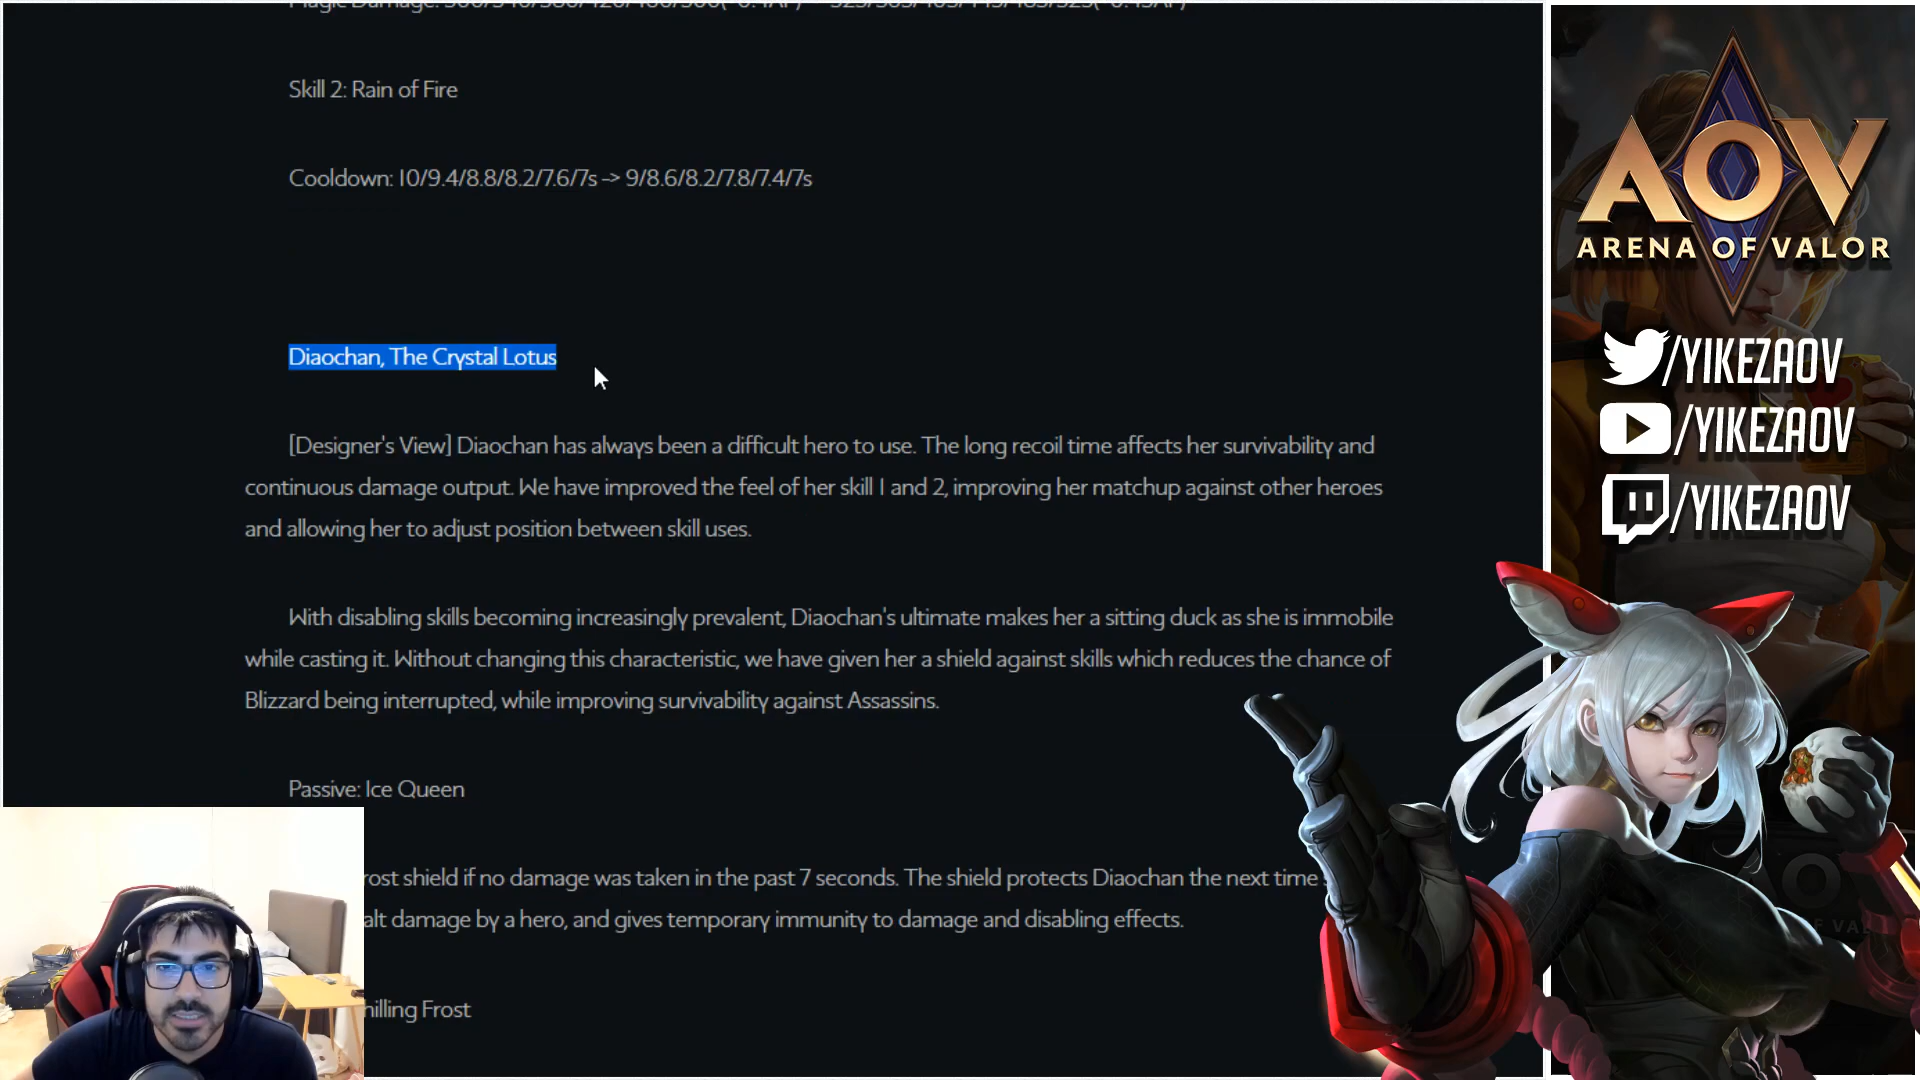 Skill 2: Rain of Fire
Cooldown: 10/9.4/8.8/8.2/7.6/7s -> 9/8.6/8.2/7.8/7.4/7s
Diaochan, The Crystal Lotus
[Designer's View] Diaochan has always been a difficult hero to use. The long recoil time affects her survivability and
continuous damage output. We have improved the feel of her skill 1 and 2, improving her matchup against other heroes
and allowing her to adjust position between skill uses.
With disabling skills becoming increasingly prevalent, Diaochan's ultimate makes her a sitting duck as she is immobile
while casting it. Without changing this characteristic, we have given her a shield against skills which reduces the chance of
Blizzard being interrupted, while improving survivability against Assassins.
Passive: Ice Queen
rost shield if no damage was taken in the past 7 seconds. The shield protects Diaochan the next time
alt damage by a hero, and gives temporary immunity to damage and disabling effects.
hilling Frost
AOV
ARENA OF VALOR
/YIKEZAOV
/YIKEZAOV
/YIKEZAOV